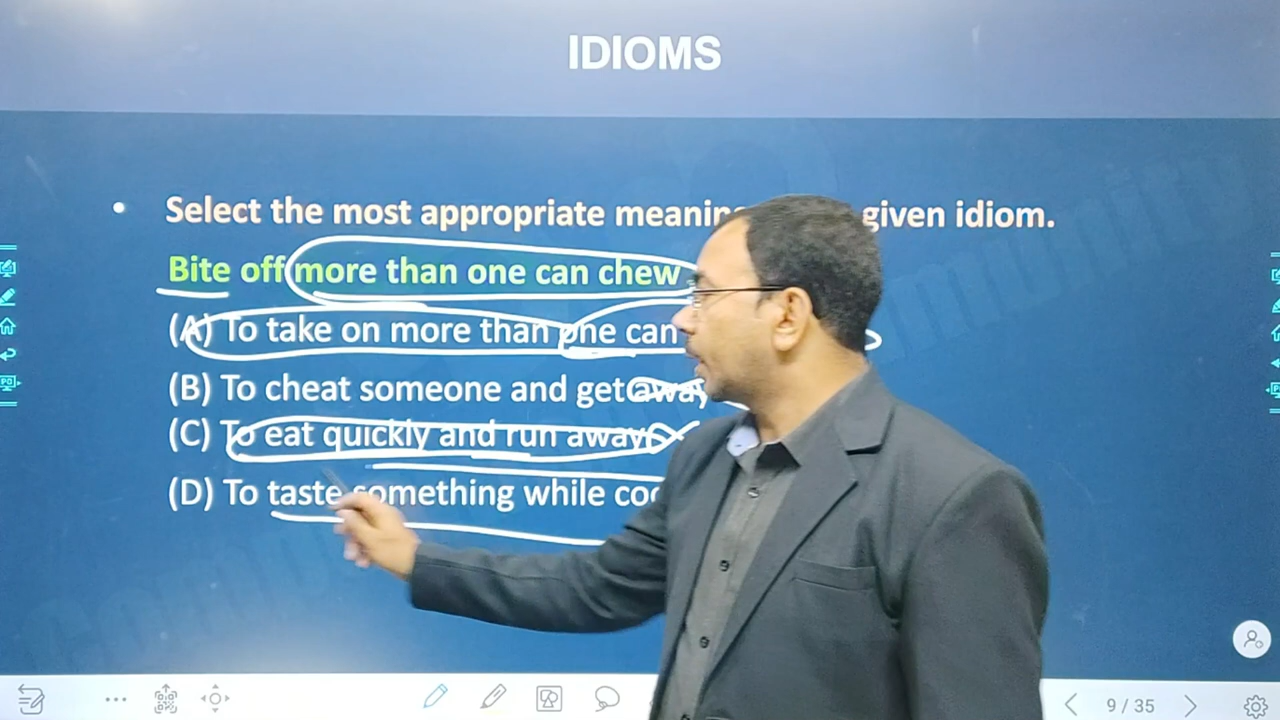 IDIOMS
• Select the most appropriate meaning given idiom.
Bite off more than one can chew
(A) To take on more than one can
(B) To cheat someone and get away
(C) To eat quickly and run away
(D) To taste something while
9 / 35